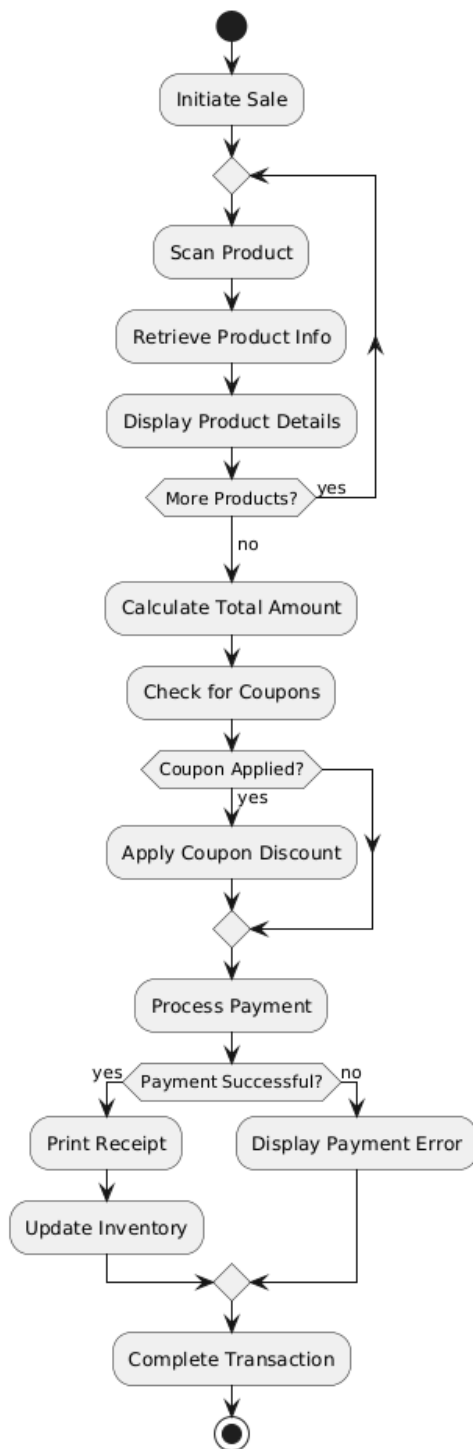 Initiate Sale
Scan Product
Retrieve Product Info
Display Product Details
More Products?
yes
no
Calculate Total Amount
Check for Coupons
Coupon Applied?
yes
Apply Coupon Discount
Process Payment
yes
Payment Successful?
no
Print Receipt
Display Payment Error
Update Inventory
Complete Transaction